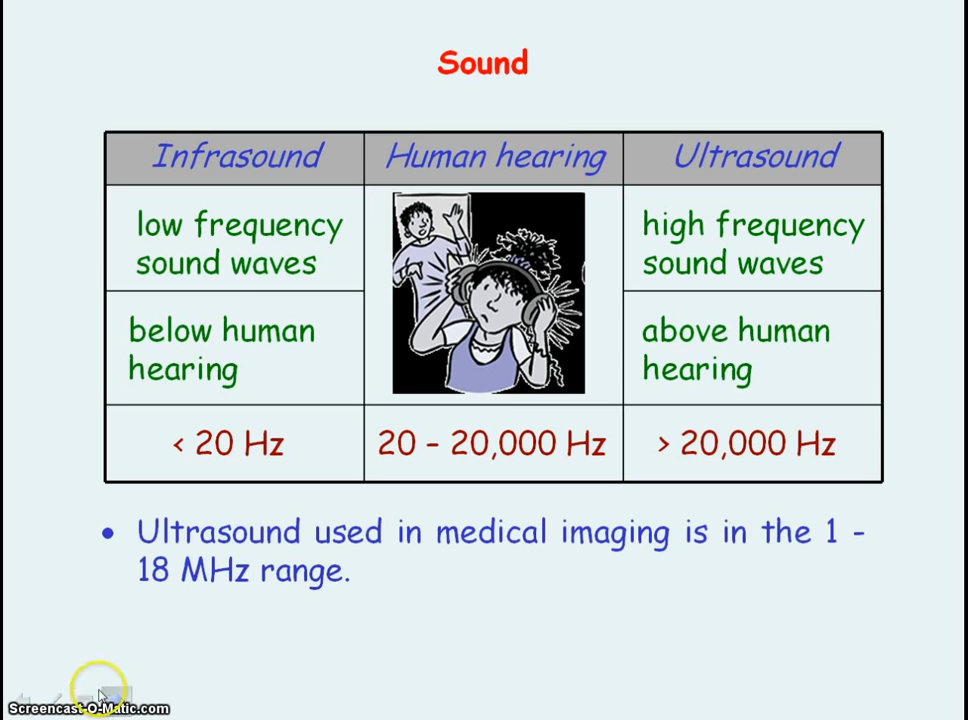 Sound
Infrasound
Human hearing
Ultrasound
low frequency
sound waves
high frequency
sound waves
below human
hearing
above human
hearing
< 20 Hz
20 – 20,000 Hz
> 20,000 Hz
• Ultrasound used in medical imaging is in the 1 -
18 MHz range.
Screencast-O-Matic.com